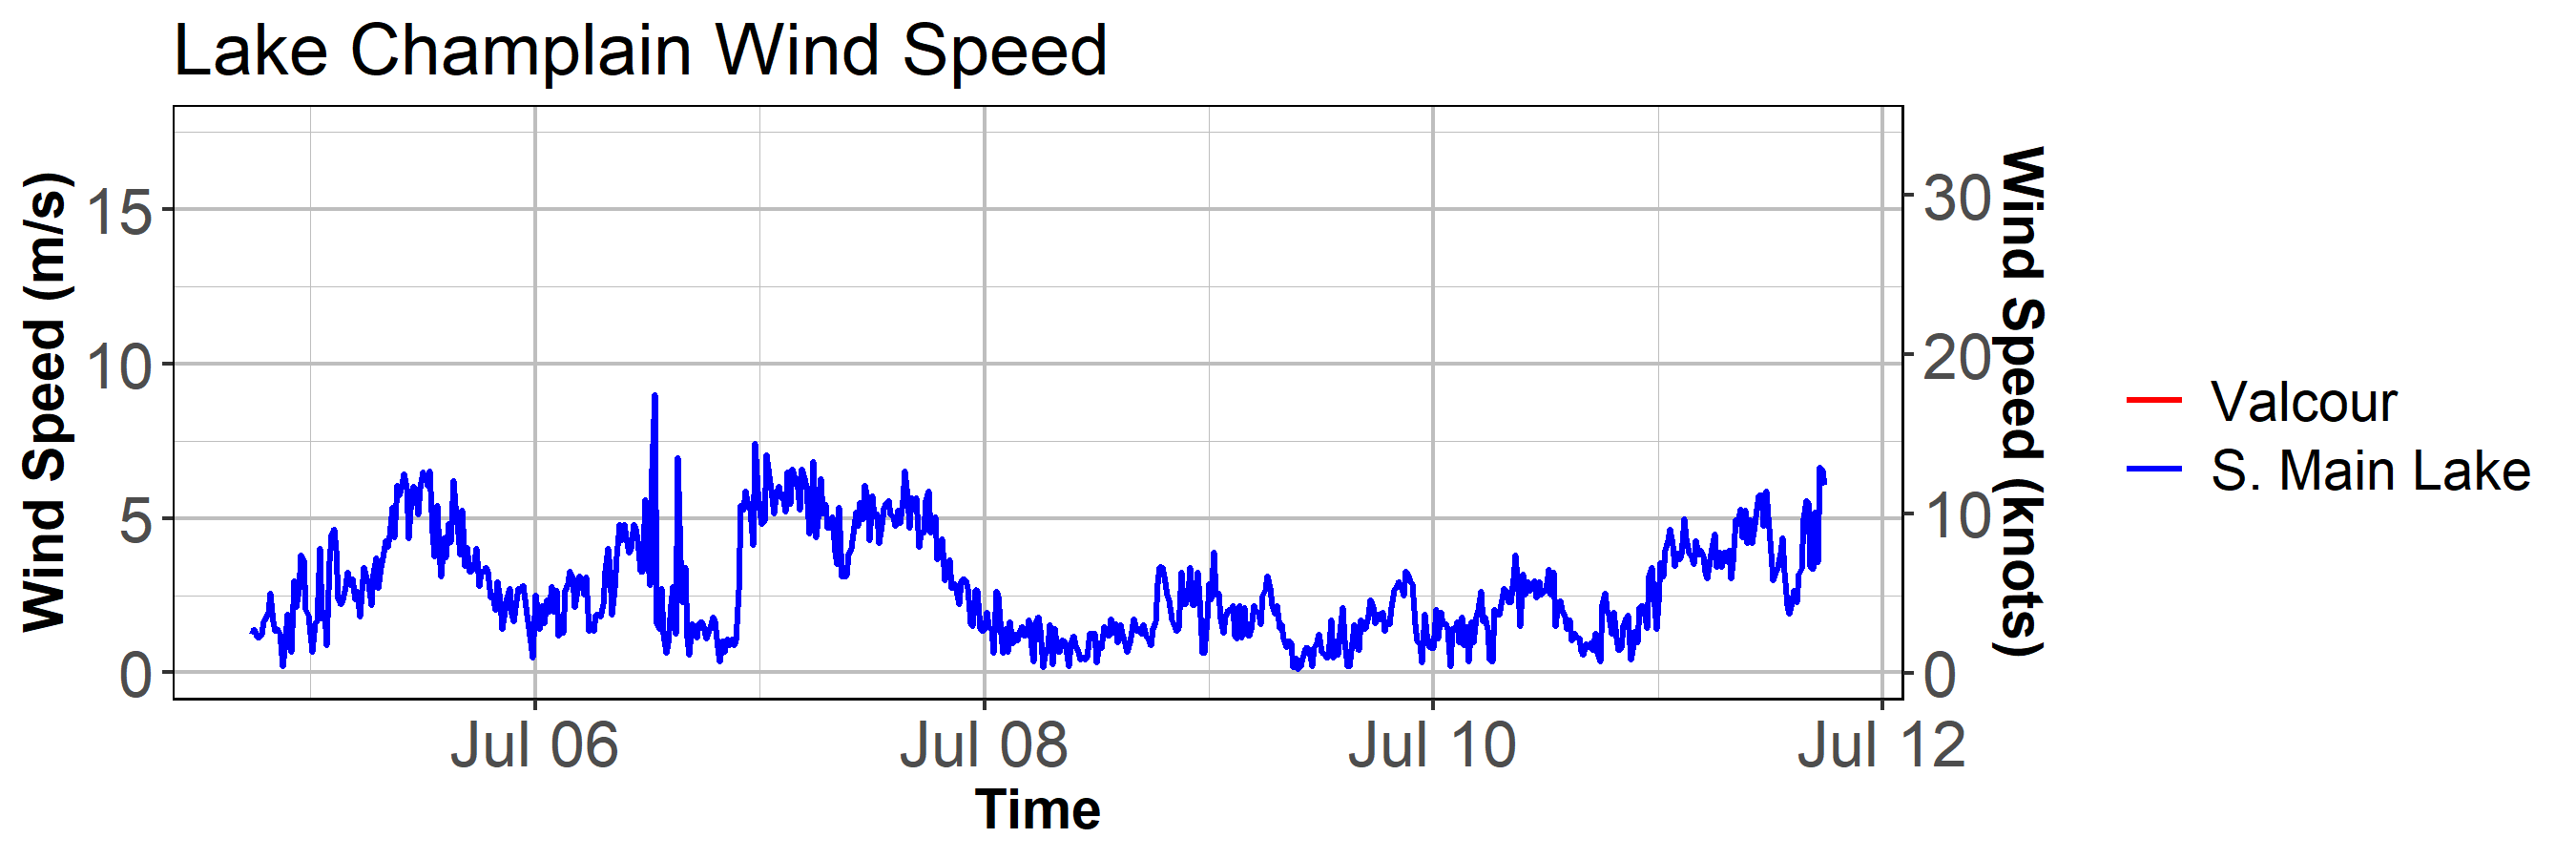 Lake Champlain Wind Speed
Wind Speed (m/s)
15
10
5
0
30
20
10
0
Wind Speed (knots)
Jul 06
Jul 08
Jul 10
Jul 12
Time
Valcour
S. Main Lake